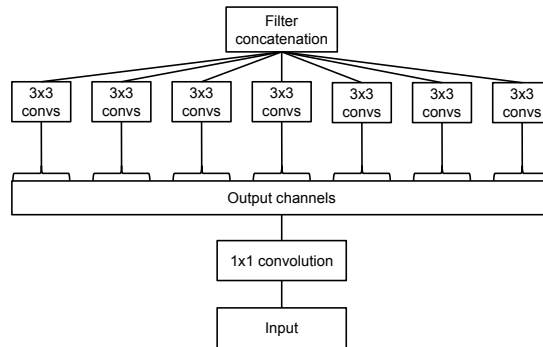 Filter
concatenation
3x3
convs
3x3
convs
3x3
convs
3x3
convs
3x3
convs
3x3
convs
3x3
convs
Output channels
1x1 convolution
Input